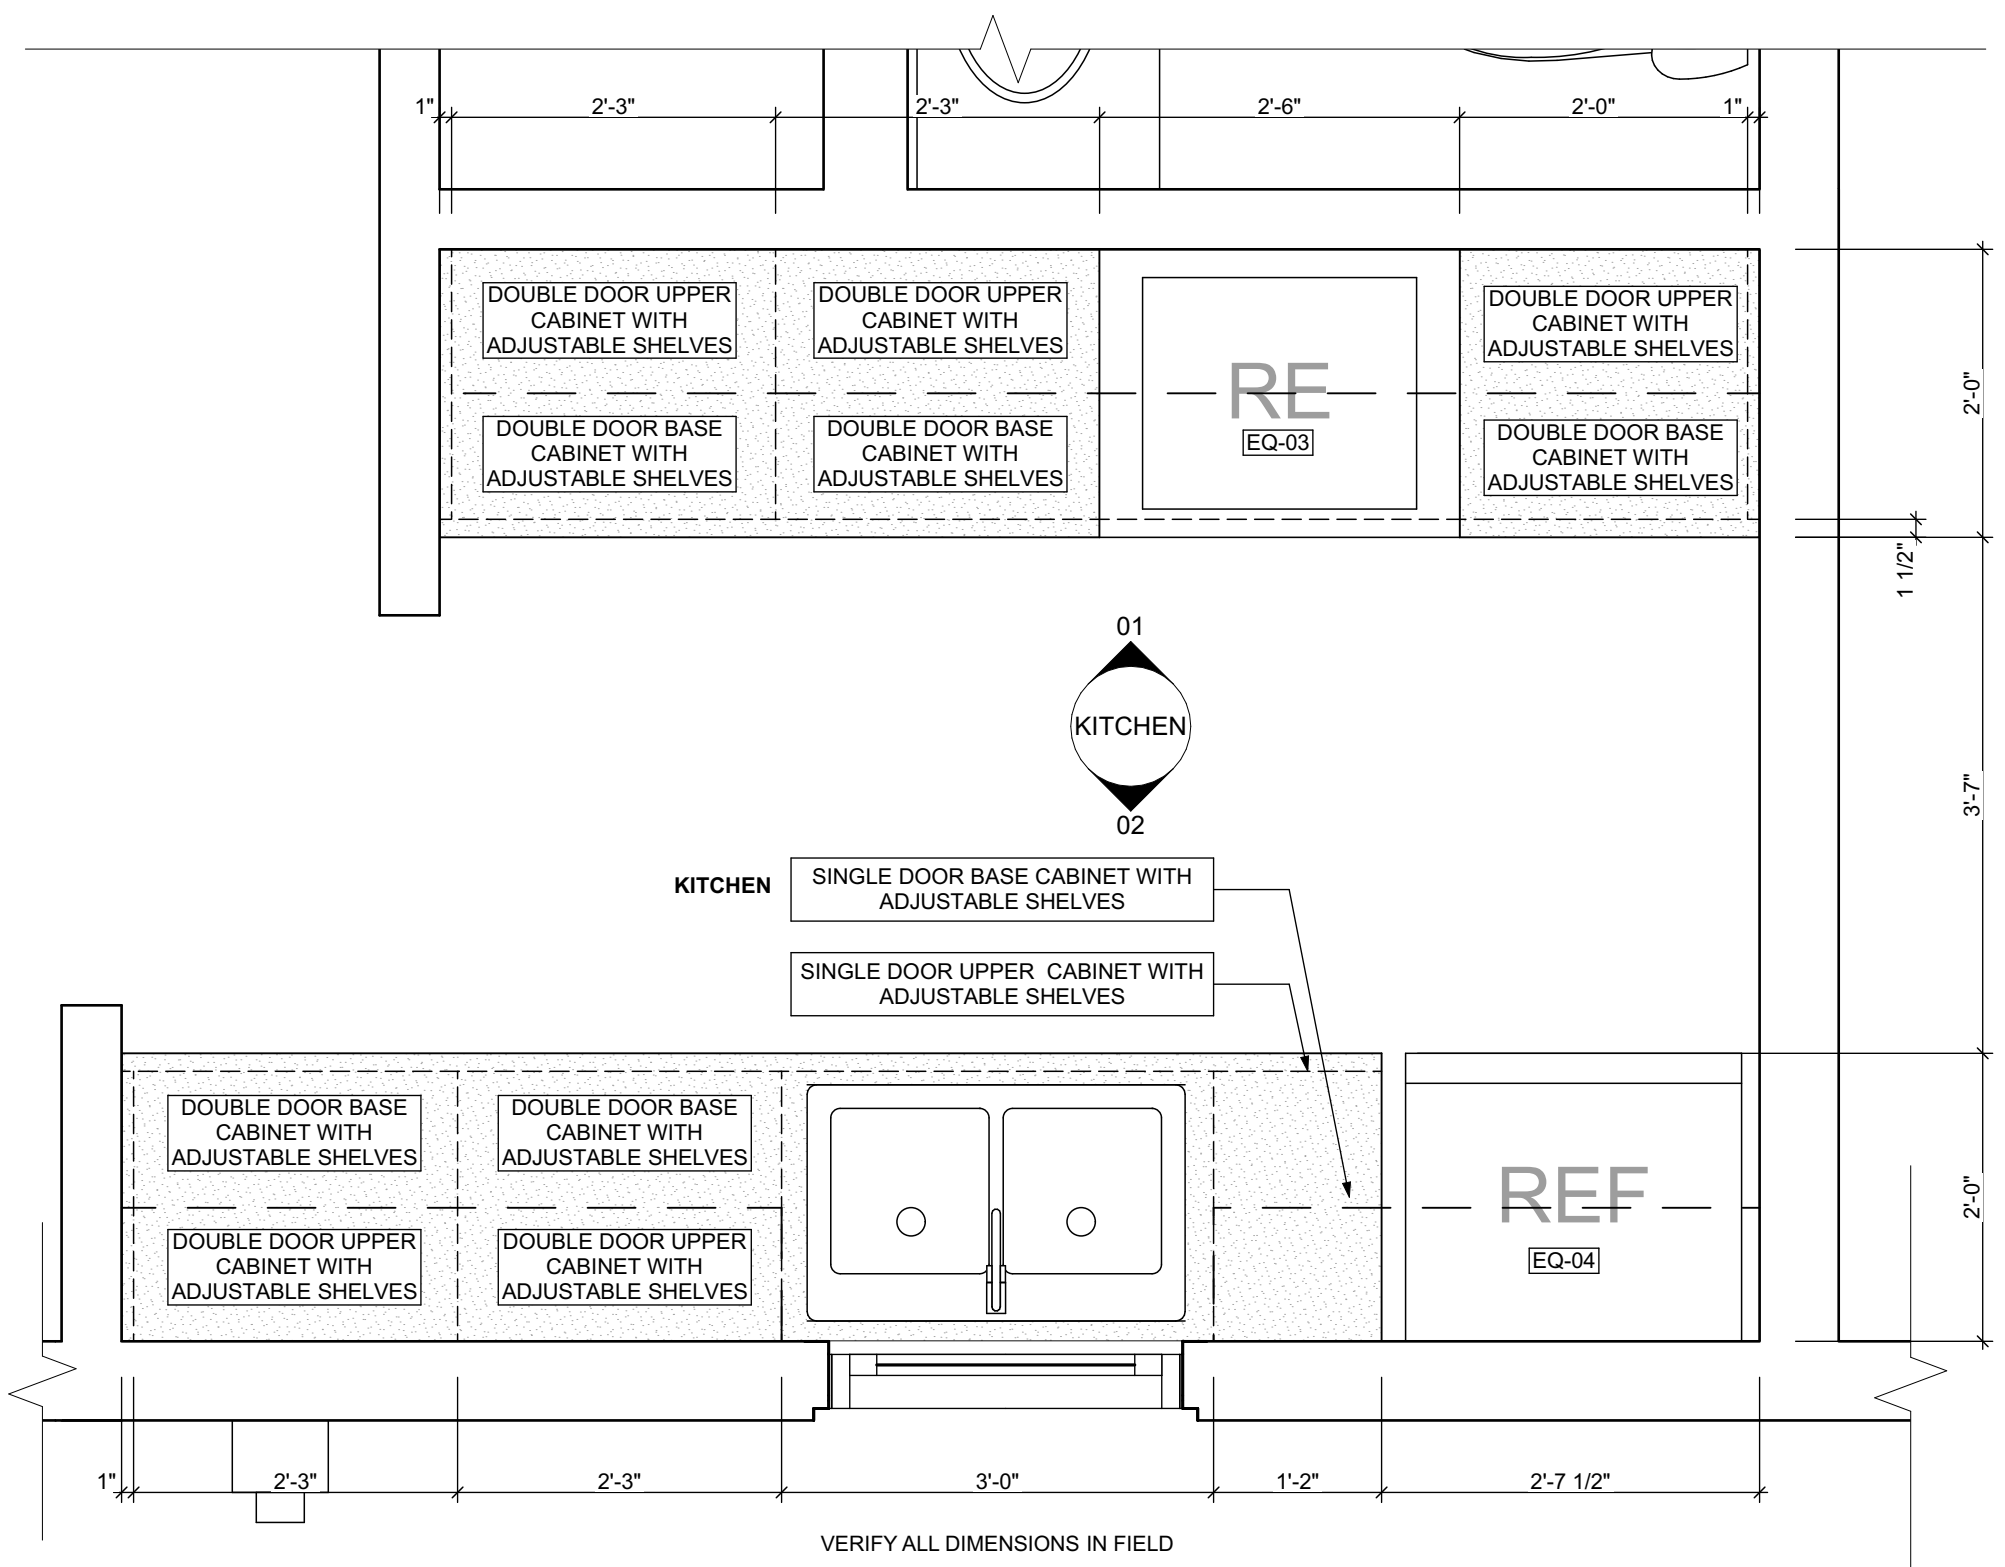 1" 2'-3" 2'-3" 2'-6" 2'-0" 1"
DOUBLE DOOR UPPER
CABINET WITH
ADJUSTABLE SHELVES
DOUBLE DOOR UPPER
CABINET WITH
ADJUSTABLE SHELVES
DOUBLE DOOR UPPER
CABINET WITH
ADJUSTABLE SHELVES
RE
EQ-03
2'-0"
DOUBLE DOOR BASE
CABINET WITH
ADJUSTABLE SHELVES
DOUBLE DOOR BASE
CABINET WITH
ADJUSTABLE SHELVES
DOUBLE DOOR BASE
CABINET WITH
ADJUSTABLE SHELVES
1 1/2"
01
KITCHEN
02
3'-7"
KITCHEN
SINGLE DOOR BASE CABINET WITH
ADJUSTABLE SHELVES
SINGLE DOOR UPPER  CABINET WITH
ADJUSTABLE SHELVES
DOUBLE DOOR BASE
CABINET WITH
ADJUSTABLE SHELVES
DOUBLE DOOR BASE
CABINET WITH
ADJUSTABLE SHELVES
REF
EQ-04
2'-0"
DOUBLE DOOR UPPER
CABINET WITH
ADJUSTABLE SHELVES
DOUBLE DOOR UPPER
CABINET WITH
ADJUSTABLE SHELVES
1" 2'-3" 2'-3" 3'-0" 1'-2" 2'-7 1/2"
VERIFY ALL DIMENSIONS IN FIELD